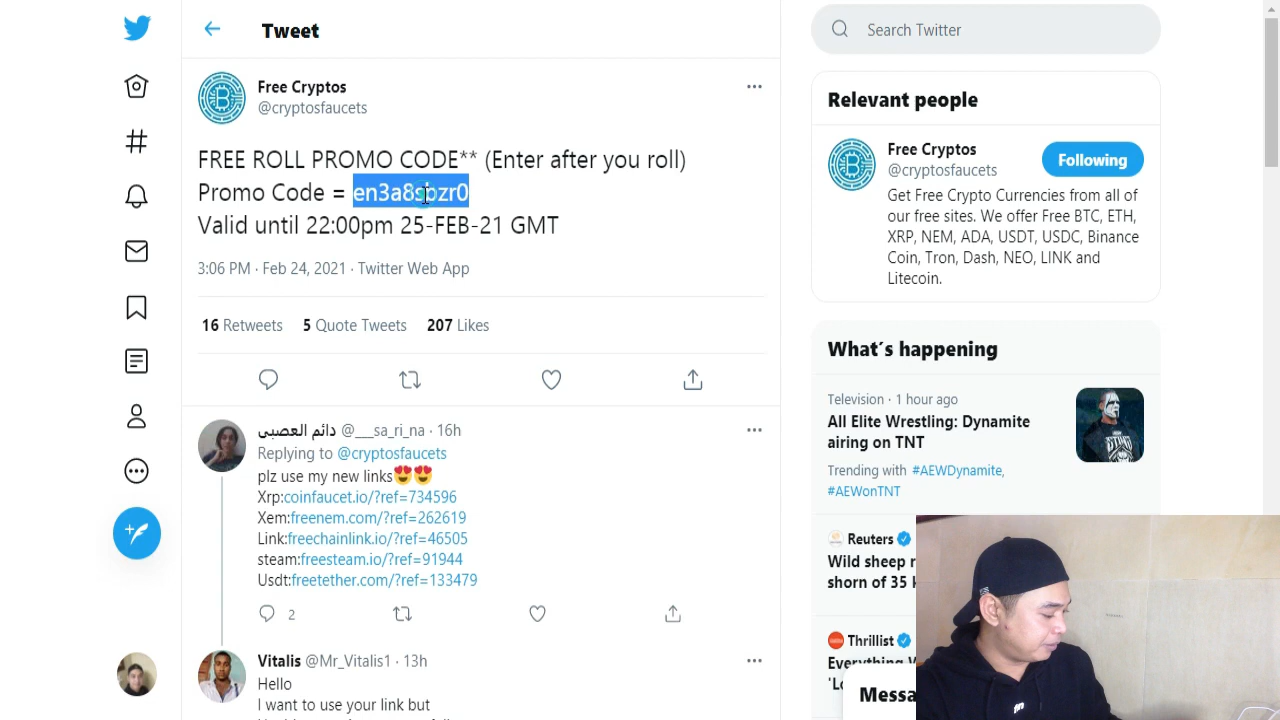 Tweet
Search Twitter
Free Cryptos
@cryptosfaucets
FREE ROLL PROMO CODE** (Enter after you roll)
Promo Code =
Valid until 22:00pm 25-FEB-21 GMT
3:06 PM · Feb 24, 2021 · Twitter Web App
16 Retweets 5 Quote Tweets 207 Likes
دائم العصبی @___sa_ri_na · 16h
Replying to @cryptosfaucets
plz use my new links😍😍
Xrp:coinfaucet.io/?ref=734596
Xem:freenem.com/?ref=262619
Link:freechainlink.io/?ref=46505
steam:freesteam.io/?ref=91944
Usdt:freetether.com/?ref=133479
2
Vitalis @Mr_Vitalis1 · 13h
Hello
I want to use your link but
Relevant people
Free Cryptos
@cryptosfaucets
Following
Get Free Crypto Currencies from all of
our free sites. We offer Free BTC, ETH,
XRP, NEM, ADA, USDT, USDC, Binance
Coin, Tron, Dash, NEO, LINK and
Litecoin.
What's happening
Television · 1 hour ago
All Elite Wrestling: Dynamite
airing on TNT
Trending with #AEWDynamite,
#AEWonTNT
Reuters
Wild sheep
shorn of 35
Thrillist